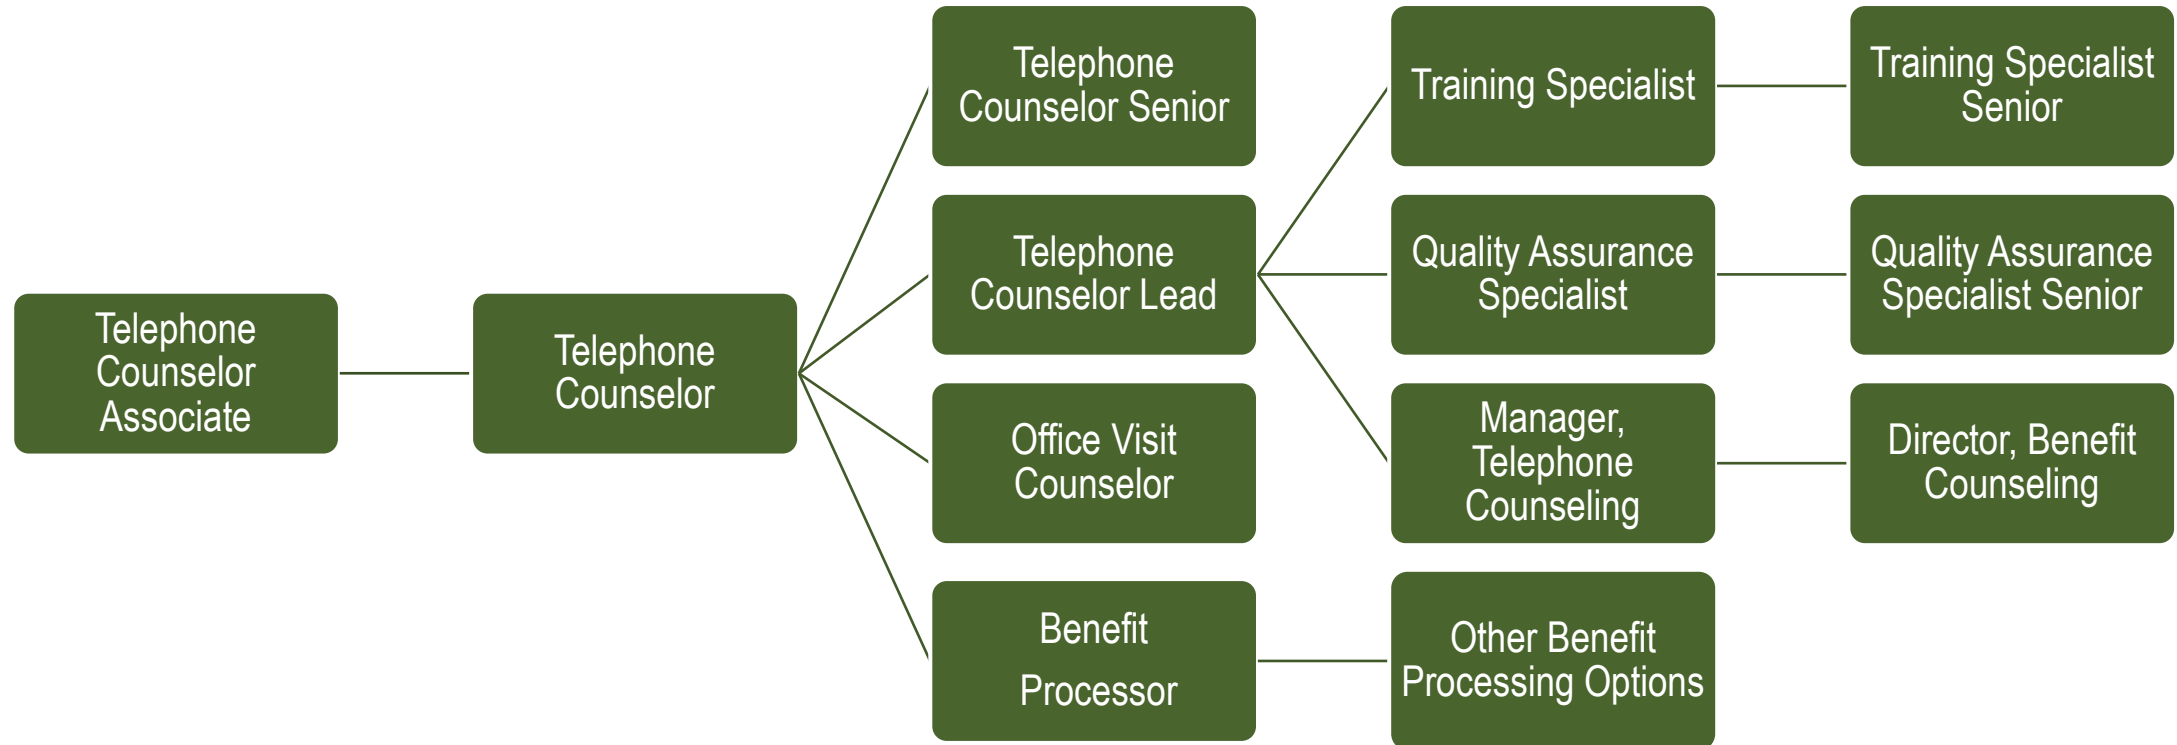 Telephone
Counselor
Associate
Telephone
Counselor
Telephone
Counselor Senior
Telephone
Counselor Lead
Office Visit
Counselor
Benefit
Processor
Training Specialist
Quality Assurance
Specialist
Manager,
Telephone
Counseling
Other Benefit
Processing Options
Training Specialist
Senior
Quality Assurance
Specialist Senior
Director, Benefit
Counseling